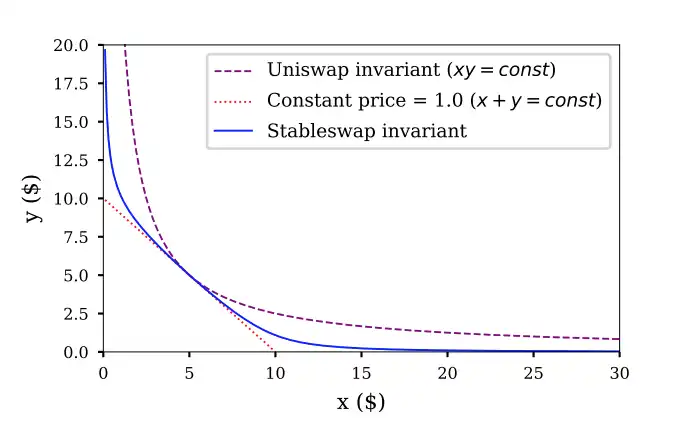 20.0
17.5
15.0
12.5
10.0
7.5
5.0
2.5
0.0
y ($)
Uniswap invariant (xy = const)
Constant price = 1.0 (x + y = const)
Stableswap invariant
0 5 10 15 20 25 30
x ($)